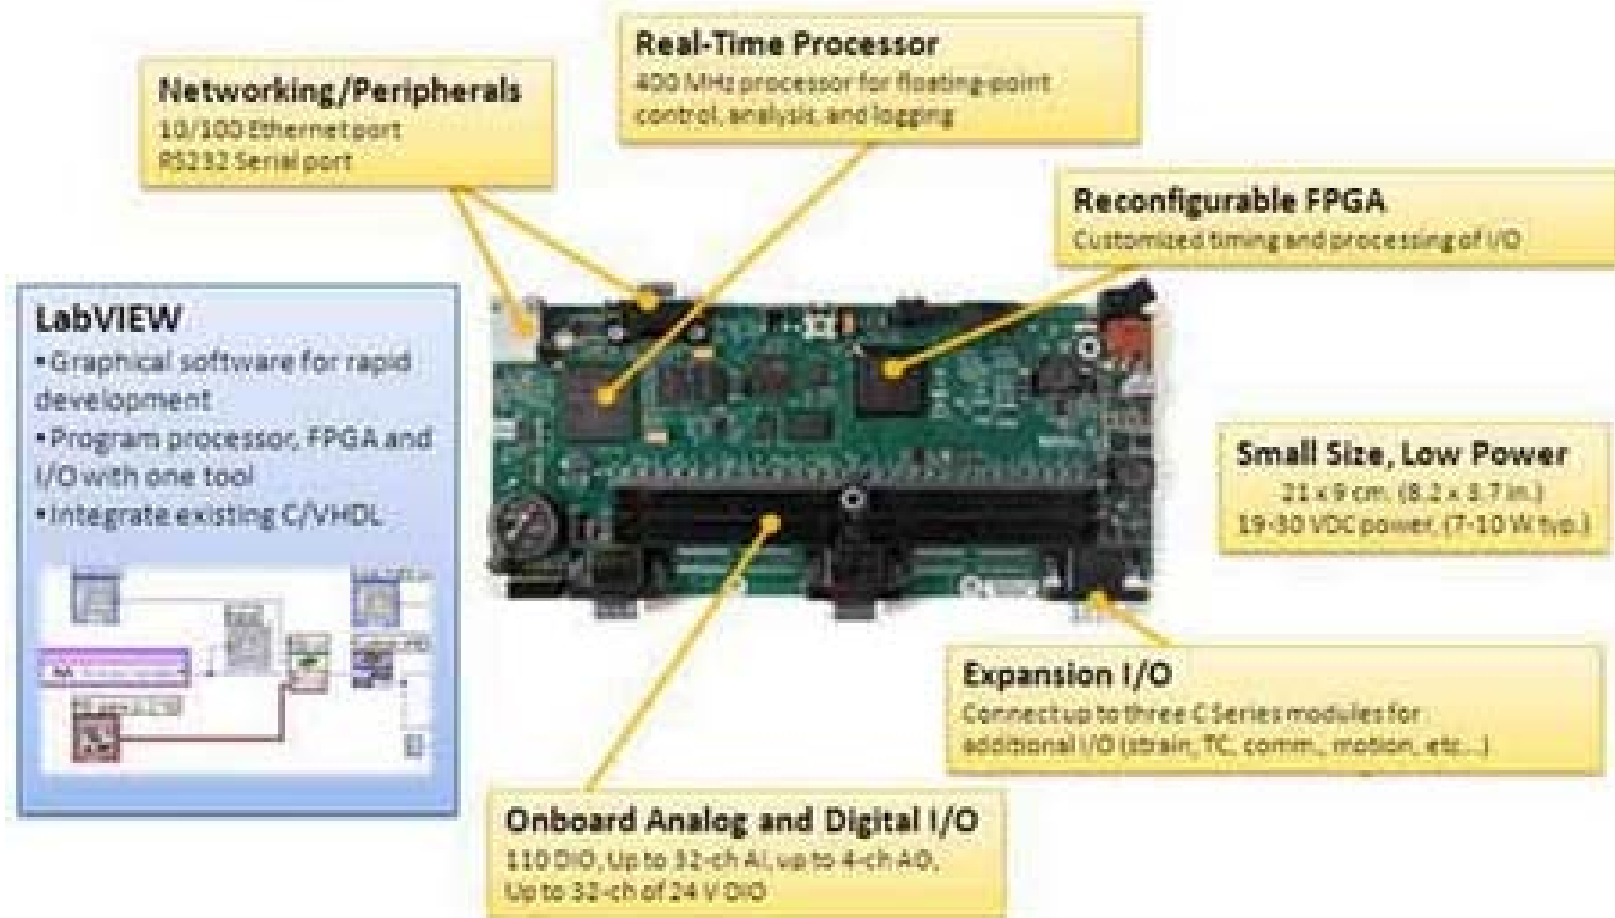 Real-Time Processor
400 MHz processor for floating-point
control, analysis, and logging
Networking/Peripherals
10/100 Ethernet port
RS232 Serial port
Reconfigurable FPGA
Customized timing and processing of I/O
LabVIEW
▪Graphical software for rapid
development
▪Program processor, FPGA and
I/O with one tool
▪Integrate existing C/VHDL
Small Size, Low Power
21 x 9 cm. (8.2 x 3.7 in.)
19-30 VDC power, (7-10 W typ.)
Expansion I/O
Connect up to three C Series modules for
additional I/O (strain, TC, comm., motion, etc...)
Onboard Analog and Digital I/O
110 DIO, Up to 32-ch AI, up to 4-ch AO,
Up to 32-ch of 24 V DIO